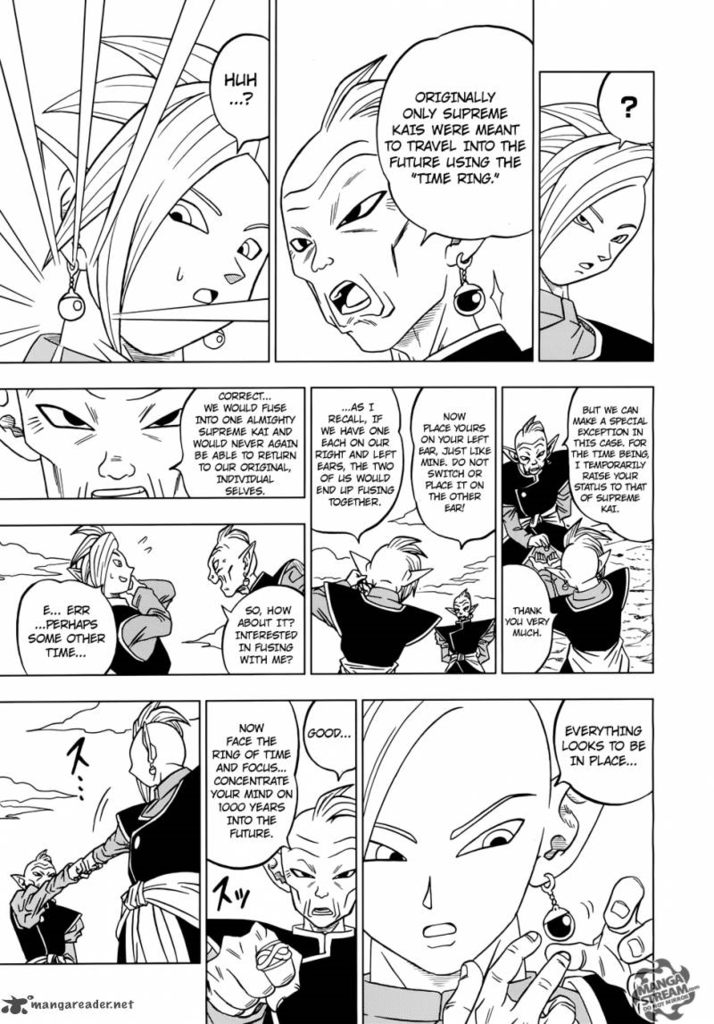 ?
ORIGINALLY
ONLY SUPREME
KAIS WERE MEANT
TO TRAVEL INTO THE
FUTURE USING THE
"TIME RING."
HUH
...?
BUT WE CAN
MAKE A SPECIAL
EXCEPTION IN
THIS CASE. FOR
THE TIME BEING,
I TEMPORARILY
RAISE YOUR
STATUS TO THAT
OF SUPREME
KAI.
THANK
YOU VERY
MUCH.
NOW
PLACE YOURS
ON YOUR LEFT
EAR, JUST LIKE
MINE. DO NOT
SWITCH OR
PLACE IT ON
THE OTHER
EAR!
...AS I
RECALL, IF
WE HAVE ONE
EACH ON OUR
RIGHT AND LEFT
EARS, THE TWO
OF US WOULD
END UP FUSING
TOGETHER.
CORRECT...
WE WOULD FUSE
INTO ONE ALMIGHTY
SUPREME KAI AND
WOULD NEVER AGAIN
BE ABLE TO RETURN
TO OUR ORIGINAL,
INDIVIDUAL
SELVES.
SO, HOW
ABOUT IT?
INTERESTED
IN FUSING
WITH ME?
E... ERR
...PERHAPS
SOME OTHER
TIME...
EVERYTHING
LOOKS TO BE
IN PLACE...
GOOD...
NOW
FACE THE
RING OF TIME
AND FOCUS...
CONCENTRATE
YOUR MIND ON
1000 YEARS
INTO THE
FUTURE.
スッ
ス…
mangareader.net
MANGA
STREAM.COM
DO NOT MIRROR